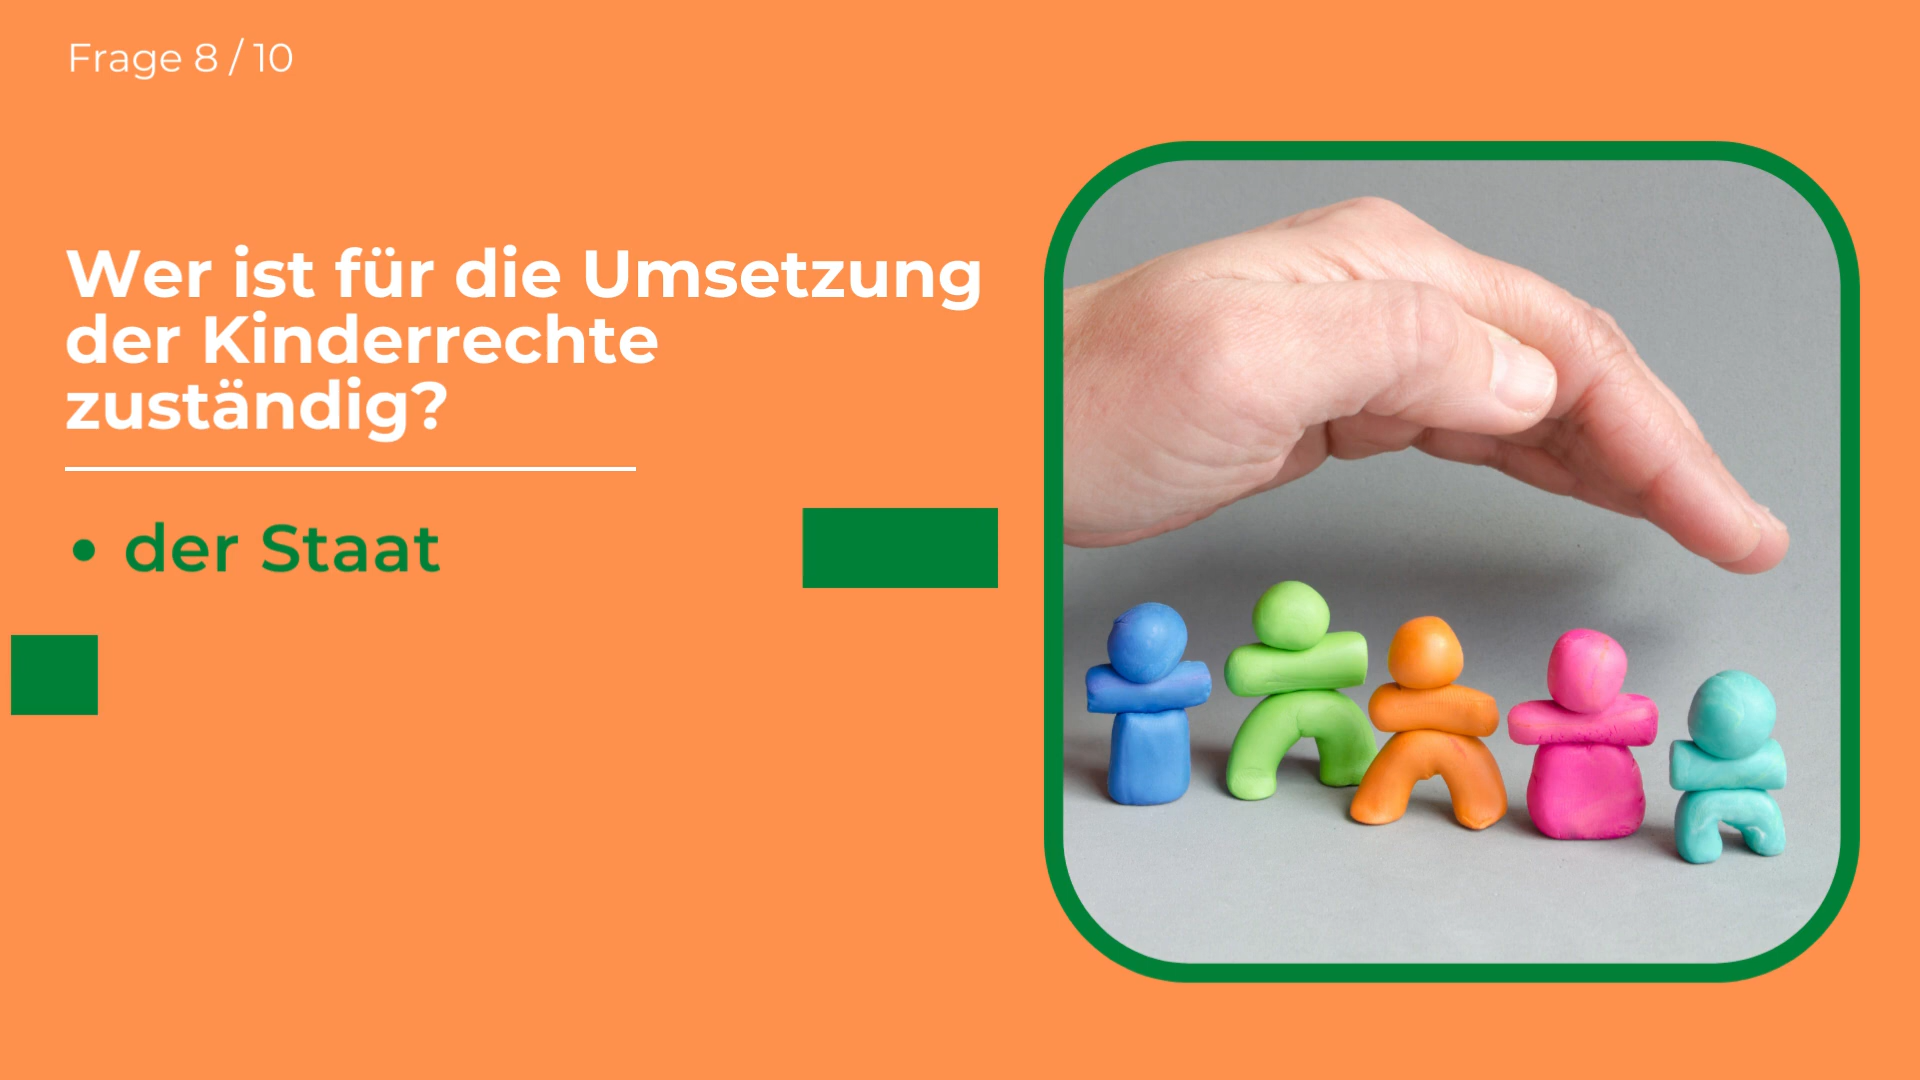 Frage 8 / 10
Wer ist für die Umsetzung
der Kinderrechte
zuständig?
• der Staat